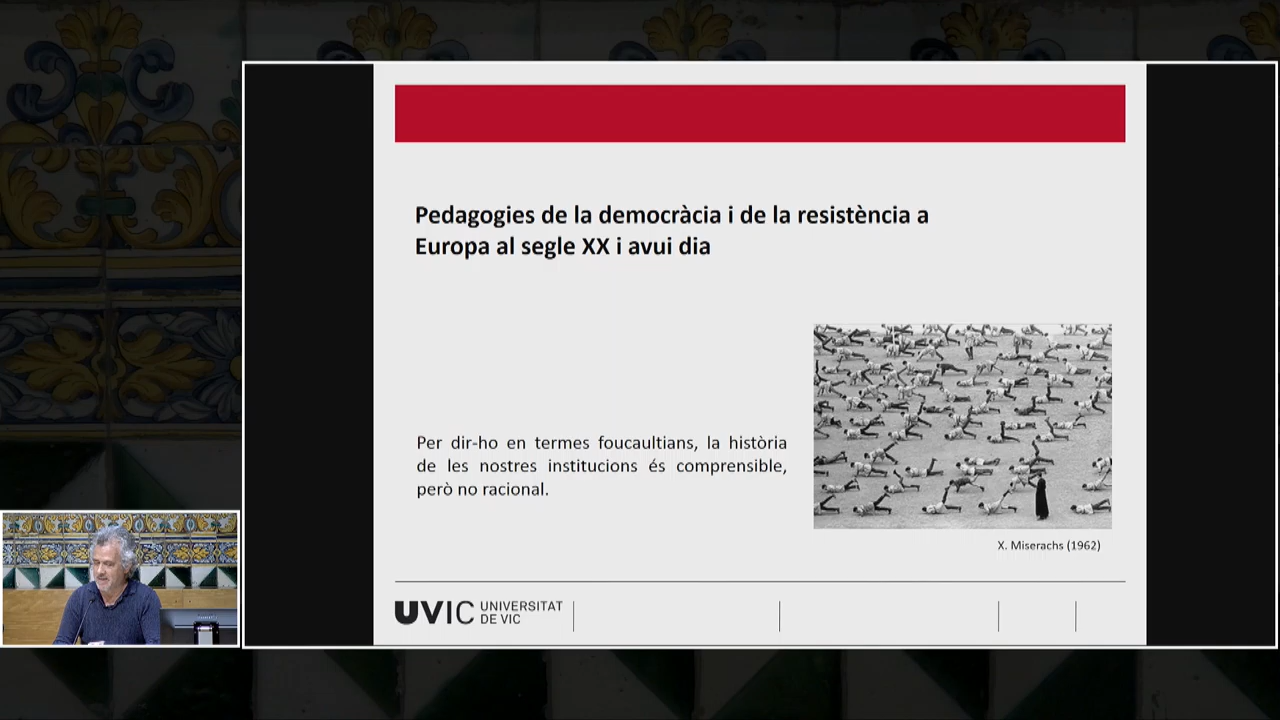 Pedagogies de la democràcia i de la resistència a
Europa al segle XX i avui dia
Per dir-ho en termes foucaultians, la història
de les nostres institucions és comprensible,
però no racional.
X. Miserachs (1962)
UVIC UNIVERSITAT
DE VIC